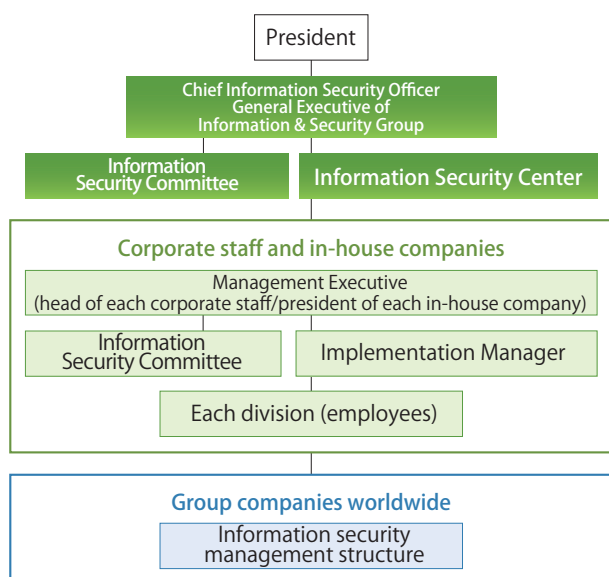 President
Chief Information Security Officer
General Executive of
Information & Security Group
Information
Security Committee
Information Security Center
Corporate staff and in-house companies
Management Executive
(head of each corporate staff/president of each in-house company)
Information
Security Committee
Implementation Manager
Each division (employees)
Group companies worldwide
Information security
management structure